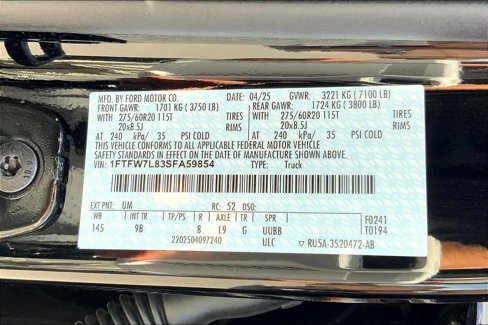 MFD. BY FORD MOTOR CO. DATE: 04/25 GVWR: 3221 KG ( 7100 LB)
FRONT GAWR: 1701 KG ( 3750 LB) REAR GAWR: 1724 KG ( 3800 LB)
WITH WITH
275/60R20 115T TIRES 275/60R20 115T TIRES
20x8.5J RIMS 20x8.5J RIMS
AT 240 kPa/ 35 PSI COLD AT 240 kPa/ 35 PSI COLD
THIS VEHICLE CONFORMS TO ALL APPLICABLE FEDERAL MOTOR VEHICLE
SAFETY STANDARDS IN EFFECT ON THE DATE OF MANUFACTURE SHOWN ABOVE.
VIN: 1FTFW7L83SFA59854 TYPE: Truck
EXT PNT: UM RC: 52 DSO:
WB INT TR TP/PS R AXLE TR SPR F0241
145 9B 8 L9 G UUBB T0194
2202504097240 ULC RU5A-3520472-AB